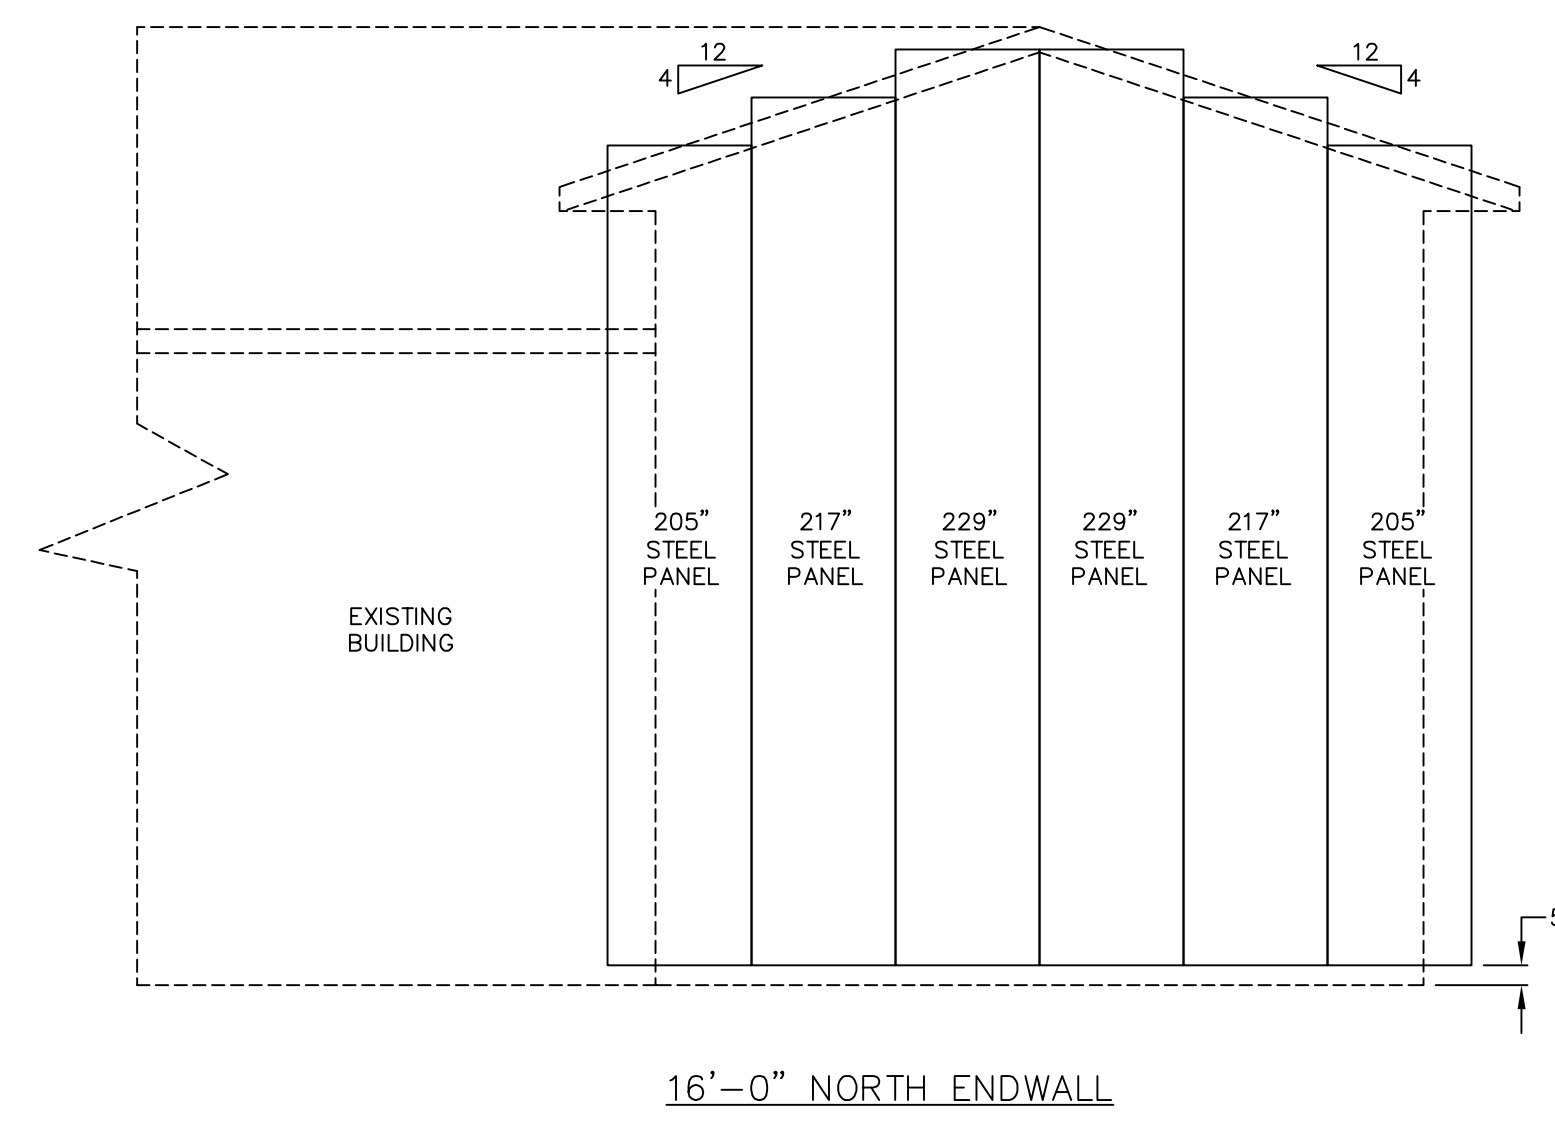 12
4
12
4
205”
STEEL
PANEL
217”
STEEL
PANEL
229”
STEEL
PANEL
229”
STEEL
PANEL
217”
STEEL
PANEL
205”
STEEL
PANEL
EXISTING
BUILDING
16’-0” NORTH ENDWALL